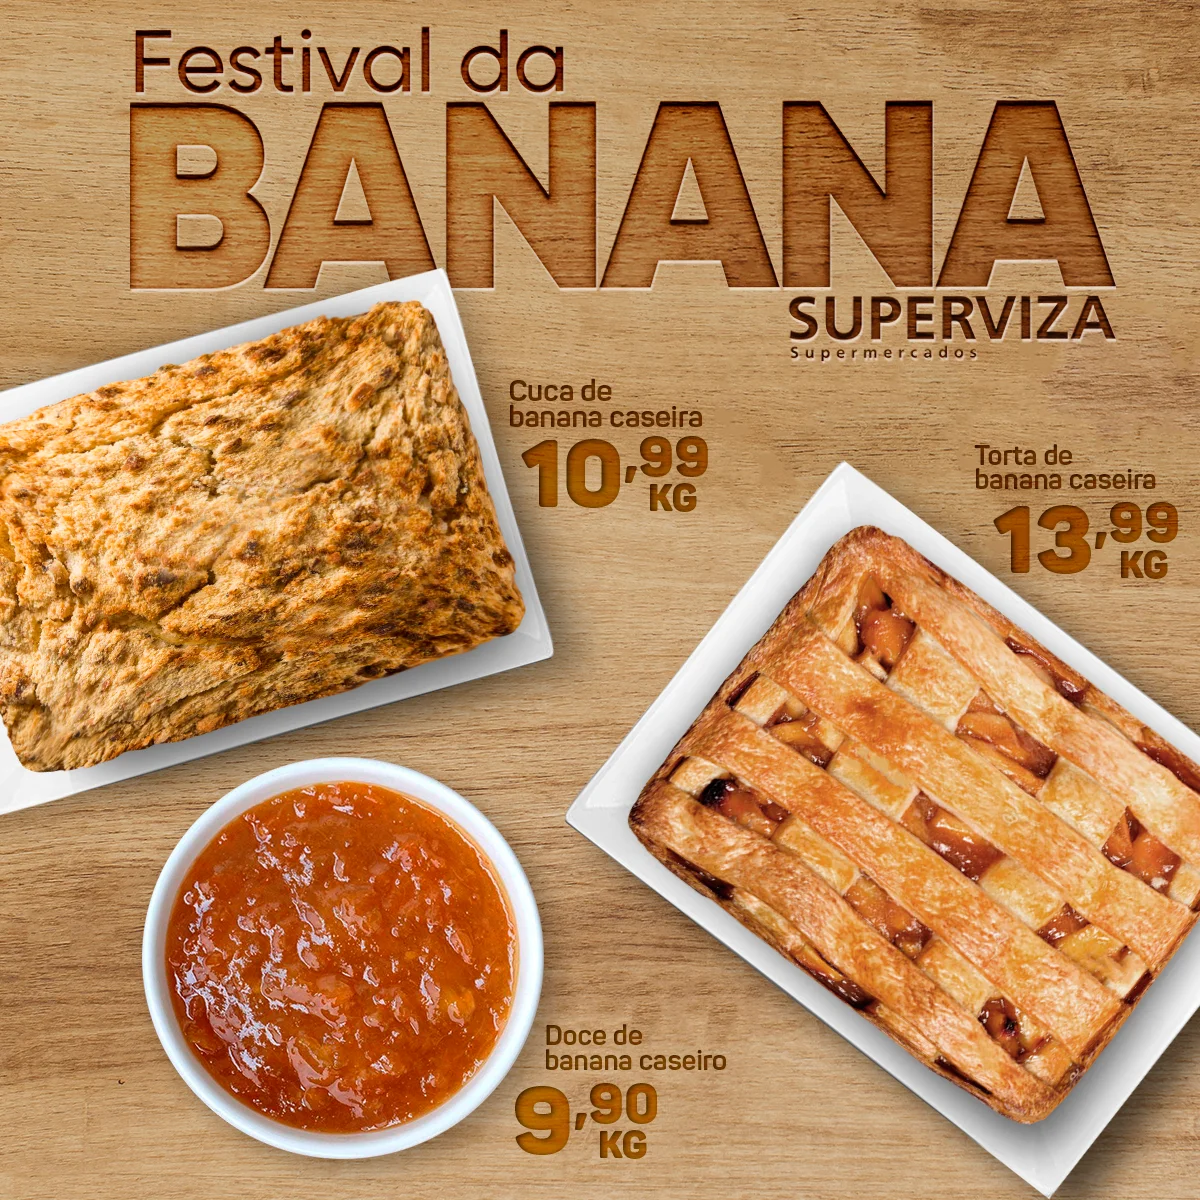 Festival da
BANANA
SUPERVIZA
Supermercados
Cuca de
banana caseira
10,99
KG
Torta de
banana caseira
13,99
KG
Doce de
banana caseiro
9,90
KG